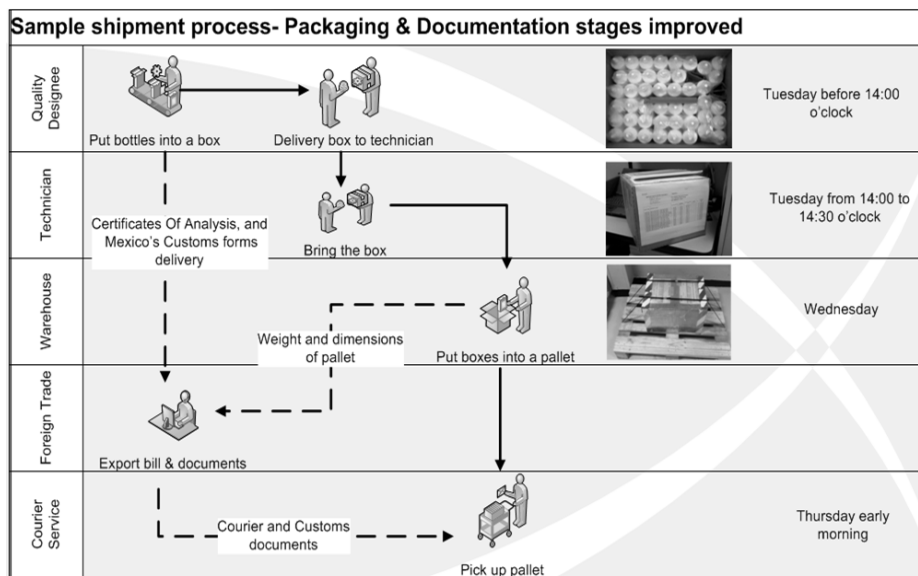 Sample shipment process- Packaging & Documentation stages improved
Quality
Designee
Put bottles into a box
Delivery box to technician
Tuesday before 14:00
o'clock
Technician
Certificates Of Analysis, and
Mexico's Customs forms
delivery
Bring the box
Tuesday from 14:00 to
14:30 o'clock
Warehouse
Weight and dimensions
of pallet
Put boxes into a pallet
Wednesday
Foreign Trade
Export bill & documents
Courier
Service
Courier and Customs
documents
Pick up pallet
Thursday early
morning